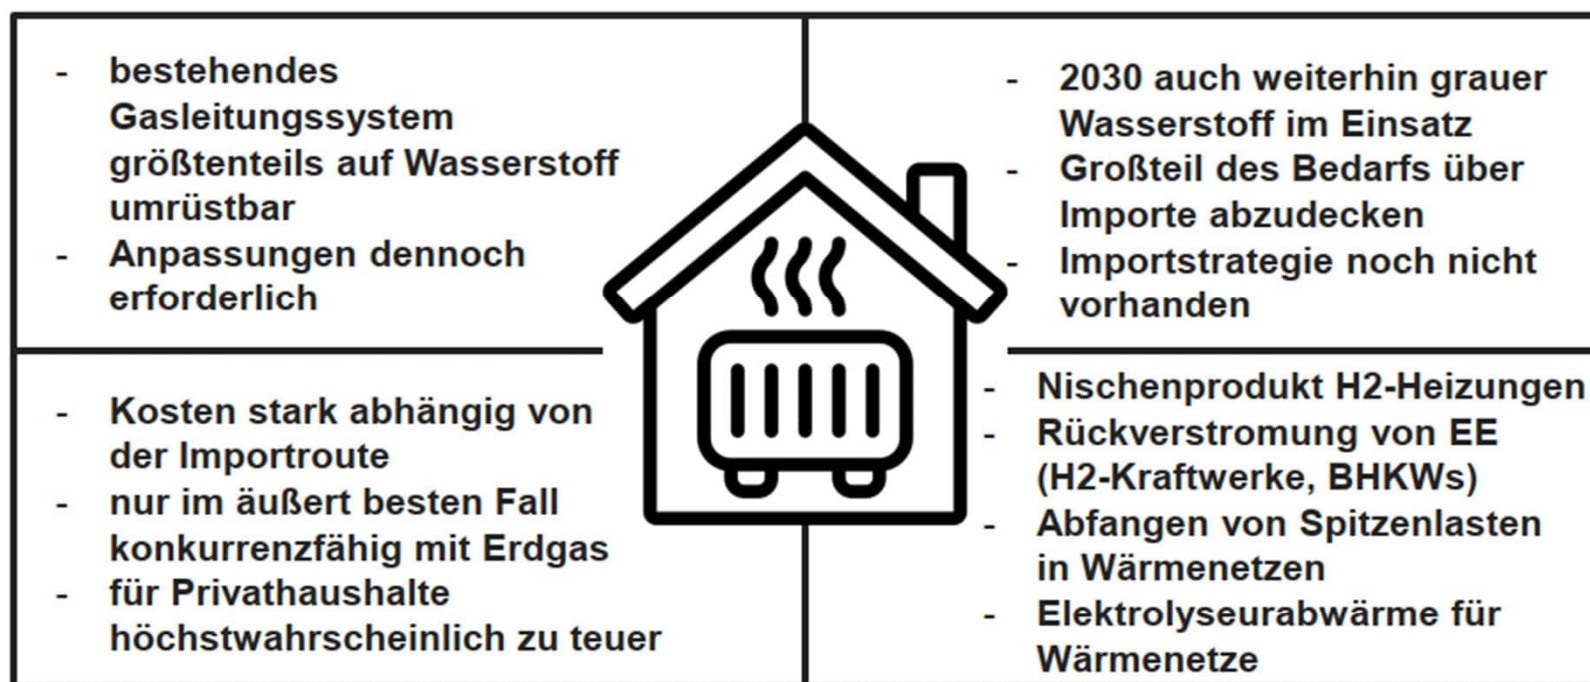 - bestehendes
Gasleitungssystem
größtenteils auf Wasserstoff
umrüstbar
- Anpassungen dennoch
erforderlich
- 2030 auch weiterhin grauer
Wasserstoff im Einsatz
- Großteil des Bedarfs über
Importe abzudecken
- Importstrategie noch nicht
vorhanden
- Kosten stark abhängig von
der Importroute
- nur im äußert besten Fall
konkurrenzfähig mit Erdgas
- für Privathaushalte
höchstwahrscheinlich zu teuer
- Nischenprodukt H2-Heizungen
- Rückverstromung von EE
(H2-Kraftwerke, BHKWs)
- Abfangen von Spitzenlasten
in Wärmenetzen
- Elektrolyseurabwärme für
Wärmenetze